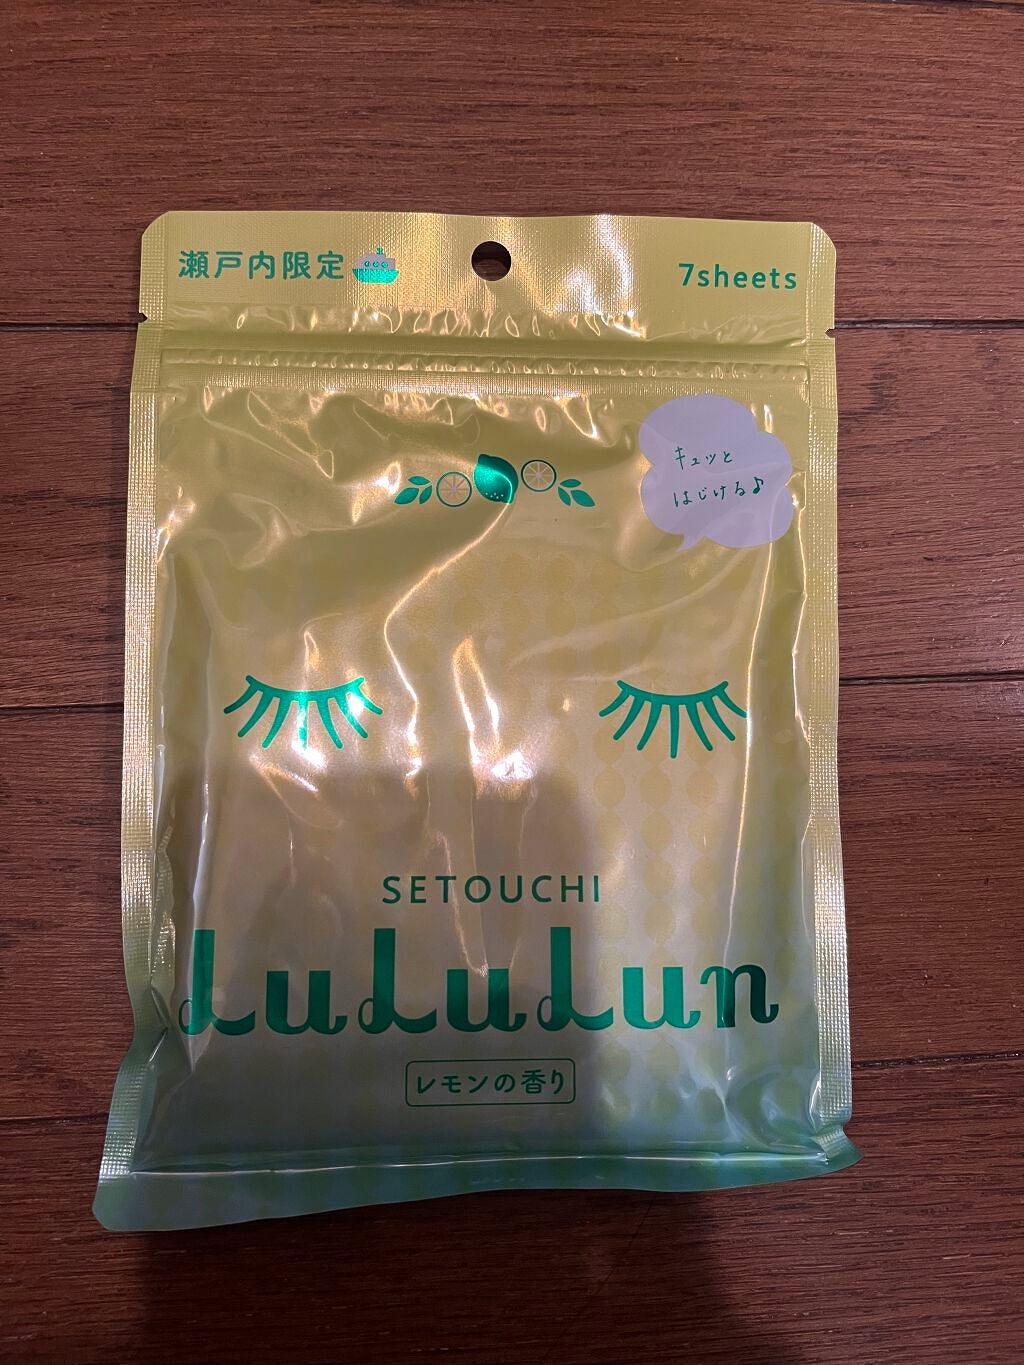 瀬戸内限定
7sheets
キュッと
はじける♪
SETOUCHI
LuLuLun
レモンの香り